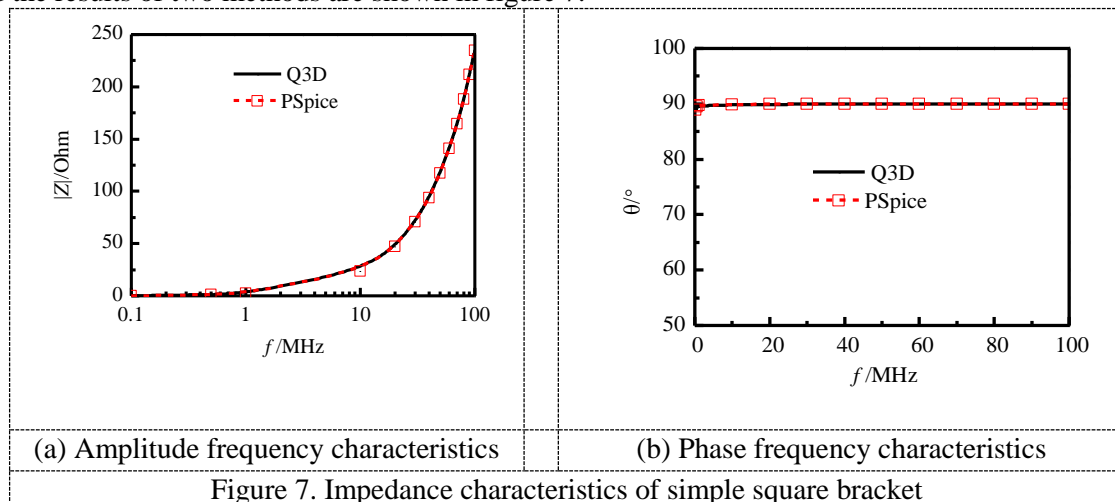 the results of two methods are shown in figure 7.
250
200
150
100
50
0
|Z|/Ohm
Q3D
PSpice
0.1
1
10
100
f /MHz
100
90
80
70
60
50
θ/°
Q3D
PSpice
0
20
40
60
80
100
f /MHz
(a) Amplitude frequency characteristics
(b) Phase frequency characteristics
Figure 7. Impedance characteristics of simple square bracket